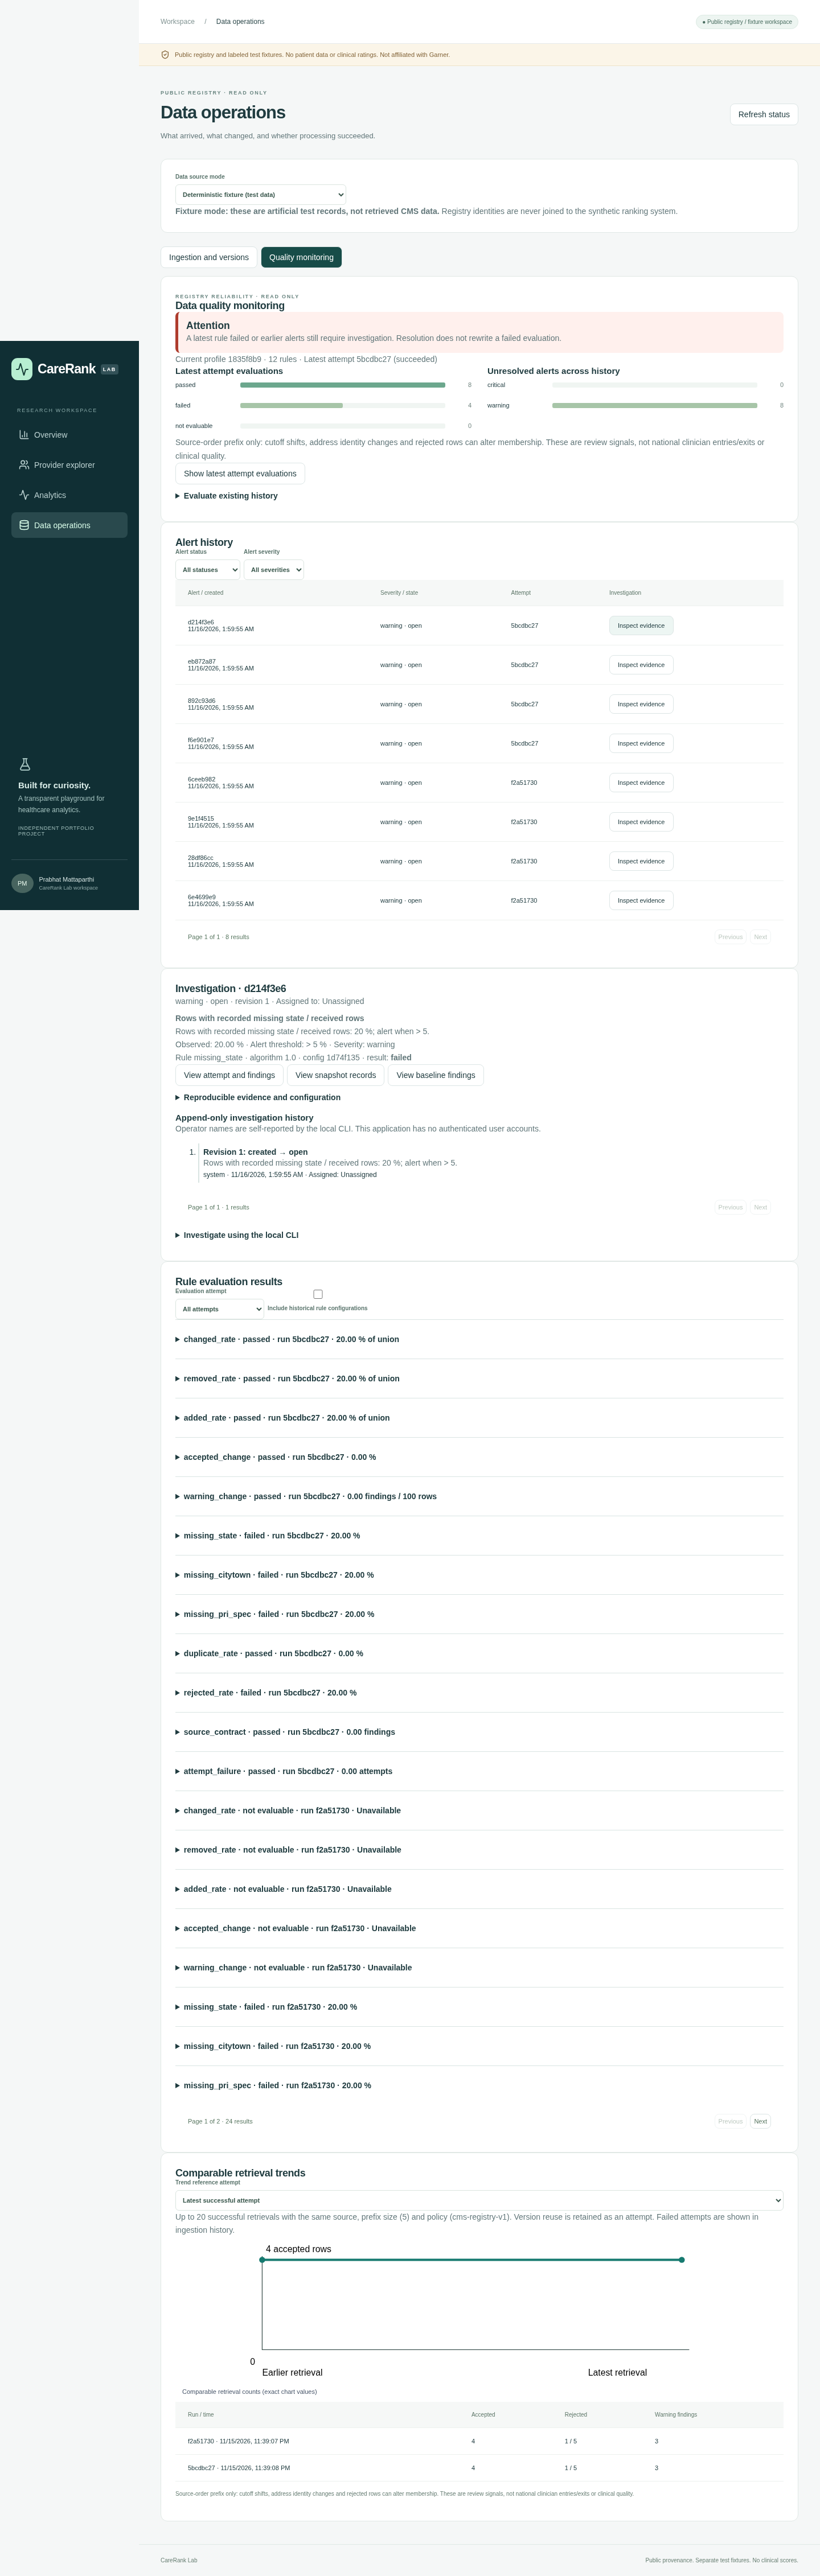 Workspace / Data operations
● Public registry / fixture workspace
Public registry and labeled test fixtures. No patient data or clinical ratings. Not affiliated with Garner.
PUBLIC REGISTRY · READ ONLY
Data operations
Refresh status
What arrived, what changed, and whether processing succeeded.
Data source mode
Deterministic fixture (test data)
Fixture mode: these are artificial test records, not retrieved CMS data. Registry identities are never joined to the synthetic ranking system.
Ingestion and versions
Quality monitoring
CareRank LAB
RESEARCH WORKSPACE
Overview
Provider explorer
Analytics
Data operations
Built for curiosity.
A transparent playground for
healthcare analytics.
INDEPENDENT PORTFOLIO
PROJECT
PM
Prabhat Mattaparthi
CareRank Lab workspace
REGISTRY RELIABILITY · READ ONLY
Data quality monitoring
Attention
A latest rule failed or earlier alerts still require investigation. Resolution does not rewrite a failed evaluation.
Current profile 1835f8b9 · 12 rules · Latest attempt 5bcdbc27 (succeeded)
Latest attempt evaluations
passed 8
failed 4
not evaluable 0
Unresolved alerts across history
critical 0
warning 8
Source-order prefix only: cutoff shifts, address identity changes and rejected rows can alter membership. These are review signals, not national clinician entries/exits or
clinical quality.
Show latest attempt evaluations
▶ Evaluate existing history
Alert history
Alert status Alert severity
All statuses All severities
Alert / created Severity / state Attempt Investigation
d214f3e6
11/16/2026, 1:59:55 AM warning · open 5bcdbc27 Inspect evidence
eb872a87
11/16/2026, 1:59:55 AM warning · open 5bcdbc27 Inspect evidence
892c93d6
11/16/2026, 1:59:55 AM warning · open 5bcdbc27 Inspect evidence
f6e901e7
11/16/2026, 1:59:55 AM warning · open 5bcdbc27 Inspect evidence
6ceeb982
11/16/2026, 1:59:55 AM warning · open f2a51730 Inspect evidence
9e1f4515
11/16/2026, 1:59:55 AM warning · open f2a51730 Inspect evidence
28df86cc
11/16/2026, 1:59:55 AM warning · open f2a51730 Inspect evidence
6e4699e9
11/16/2026, 1:59:55 AM warning · open f2a51730 Inspect evidence
Page 1 of 1 · 8 results Previous Next
Investigation · d214f3e6
warning · open · revision 1 · Assigned to: Unassigned
Rows with recorded missing state / received rows
Rows with recorded missing state / received rows: 20 %; alert when > 5.
Observed: 20.00 % · Alert threshold: > 5 % · Severity: warning
Rule missing_state · algorithm 1.0 · config 1d74f135 · result: failed
View attempt and findings View snapshot records View baseline findings
▶ Reproducible evidence and configuration
Append-only investigation history
Operator names are self-reported by the local CLI. This application has no authenticated user accounts.
1. Revision 1: created → open
Rows with recorded missing state / received rows: 20 %; alert when > 5.
system · 11/16/2026, 1:59:55 AM · Assigned: Unassigned
Page 1 of 1 · 1 results Previous Next
▶ Investigate using the local CLI
Rule evaluation results
Evaluation attempt
All attempts Include historical rule configurations
▶ changed_rate · passed · run 5bcdbc27 · 20.00 % of union
▶ removed_rate · passed · run 5bcdbc27 · 20.00 % of union
▶ added_rate · passed · run 5bcdbc27 · 20.00 % of union
▶ accepted_change · passed · run 5bcdbc27 · 0.00 %
▶ warning_change · passed · run 5bcdbc27 · 0.00 findings / 100 rows
▶ missing_state · failed · run 5bcdbc27 · 20.00 %
▶ missing_citytown · failed · run 5bcdbc27 · 20.00 %
▶ missing_pri_spec · failed · run 5bcdbc27 · 20.00 %
▶ duplicate_rate · passed · run 5bcdbc27 · 0.00 %
▶ rejected_rate · failed · run 5bcdbc27 · 20.00 %
▶ source_contract · passed · run 5bcdbc27 · 0.00 findings
▶ attempt_failure · passed · run 5bcdbc27 · 0.00 attempts
▶ changed_rate · not evaluable · run f2a51730 · Unavailable
▶ removed_rate · not evaluable · run f2a51730 · Unavailable
▶ added_rate · not evaluable · run f2a51730 · Unavailable
▶ accepted_change · not evaluable · run f2a51730 · Unavailable
▶ warning_change · not evaluable · run f2a51730 · Unavailable
▶ missing_state · failed · run f2a51730 · 20.00 %
▶ missing_citytown · failed · run f2a51730 · 20.00 %
▶ missing_pri_spec · failed · run f2a51730 · 20.00 %
Page 1 of 2 · 24 results Previous Next
Comparable retrieval trends
Trend reference attempt
Latest successful attempt
Up to 20 successful retrievals with the same source, prefix size (5) and policy (cms-registry-v1). Version reuse is retained as an attempt. Failed attempts are shown in
ingestion history.
4 accepted rows
0
Earlier retrieval Latest retrieval
Comparable retrieval counts (exact chart values)
Run / time Accepted Rejected Warning findings
f2a51730 · 11/15/2026, 11:39:07 PM 4 1 / 5 3
5bcdbc27 · 11/15/2026, 11:39:08 PM 4 1 / 5 3
Source-order prefix only: cutoff shifts, address identity changes and rejected rows can alter membership. These are review signals, not national clinician entries/exits or clinical quality.
CareRank Lab
Public provenance. Separate test fixtures. No clinical scores.